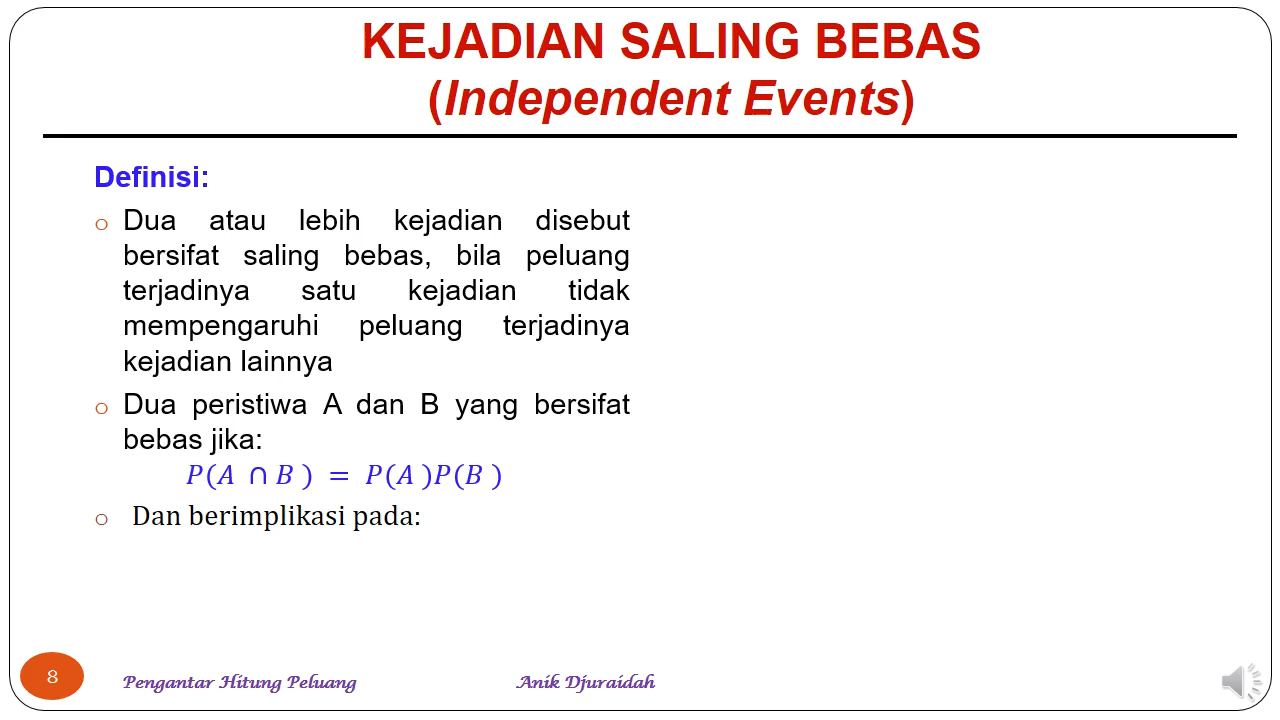 KEJADIAN SALING BEBAS
(Independent Events)
Definisi:
o Dua atau lebih kejadian disebut
bersifat saling bebas, bila peluang
terjadinya satu kejadian tidak
mempengaruhi peluang terjadinya
kejadian lainnya
o Dua peristiwa A dan B yang bersifat
bebas jika:
P(A ∩ B ) = P(A )P(B )
o Dan berimplikasi pada:
8 Pengantar Hitung Peluang Anik Djuraidah